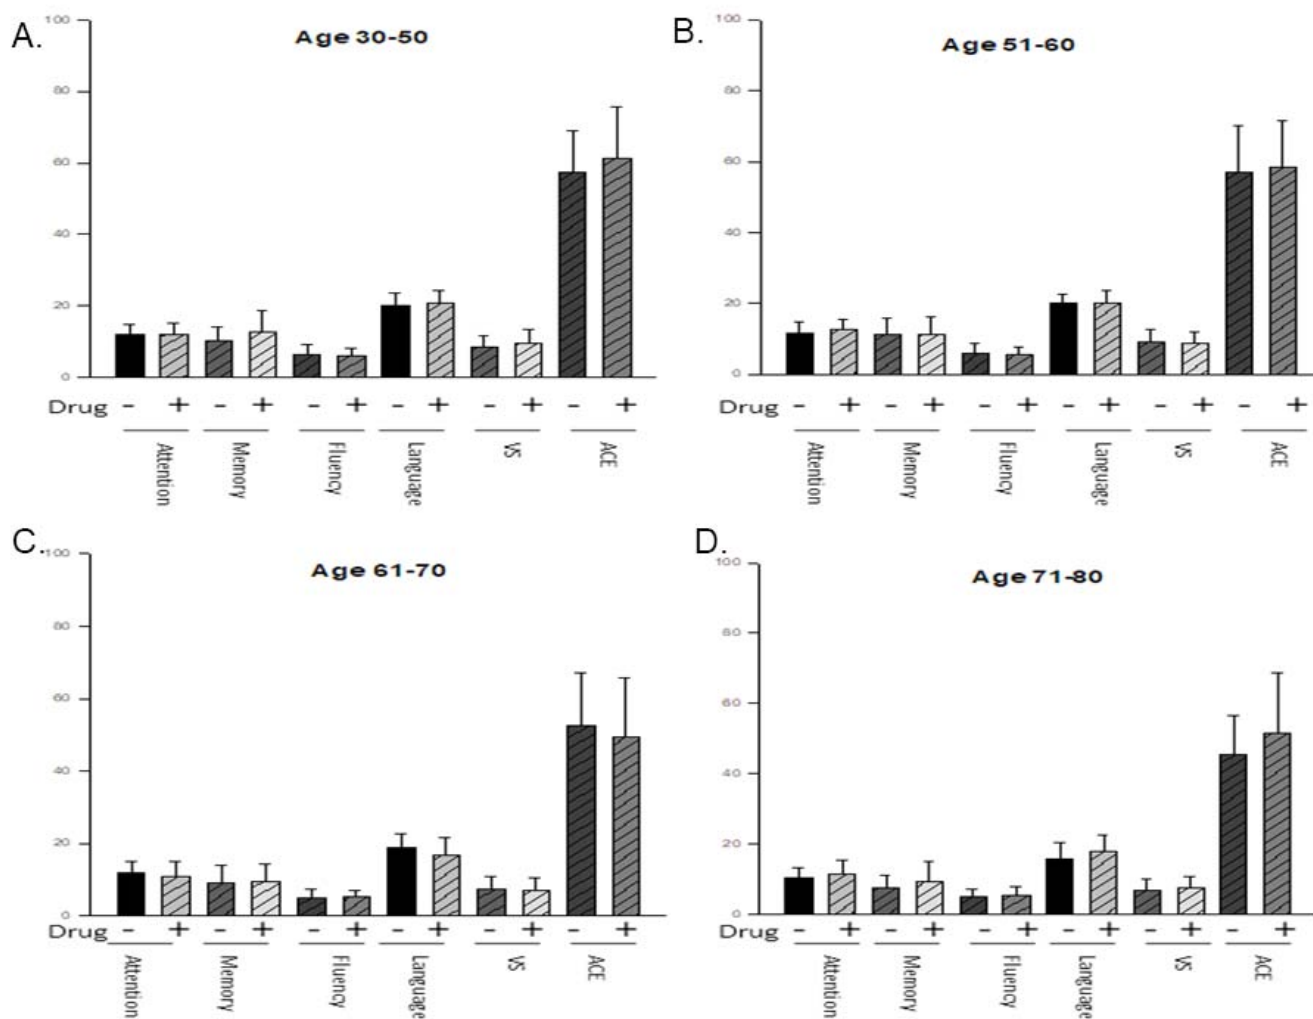 A.
Age 30-50
100
80
60
40
20
0
Drug - + - + - + - + - + - +
Attention
Memory
Fluency
Language
VS
ACE
B.
Age 51-60
100
80
60
40
20
0
Drug - + - + - + - + - + - +
Attention
Memory
Fluency
Language
VS
ACE
C.
Age 61-70
100
80
60
40
20
0
Drug - + - + - + - + - + - +
Attention
Memory
Fluency
Language
VS
ACE
D.
Age 71-80
100
80
60
40
20
0
Drug - + - + - + - + - + - +
Attention
Memory
Fluency
Language
VS
ACE